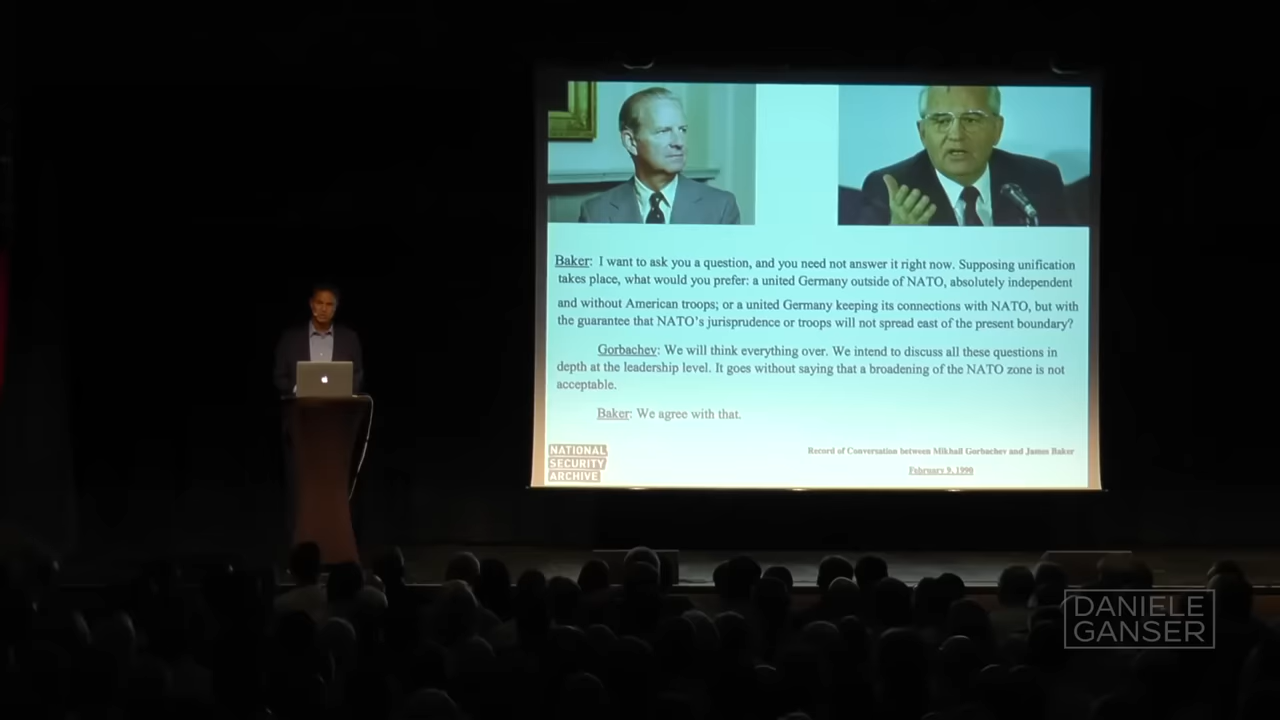 Baker: I want to ask you a question, and you need not answer it right now. Supposing unification
takes place, what would you prefer: a united Germany outside of NATO, absolutely independent
and without American troops; or a united Germany keeping its connections with NATO, but with
the guarantee that NATO's jurisprudence or troops will not spread east of the present boundary?
Gorbachev: We will think everything over. We intend to discuss all these questions in
depth at the leadership level. It goes without saying that a broadening of the NATO zone is not
acceptable.
Baker: We agree with that.
NATIONAL
SECURITY
ARCHIVE
Record of Conversation between Mikhail Gorbachev and James Baker
February 9, 1990
DANIELE
GANSER